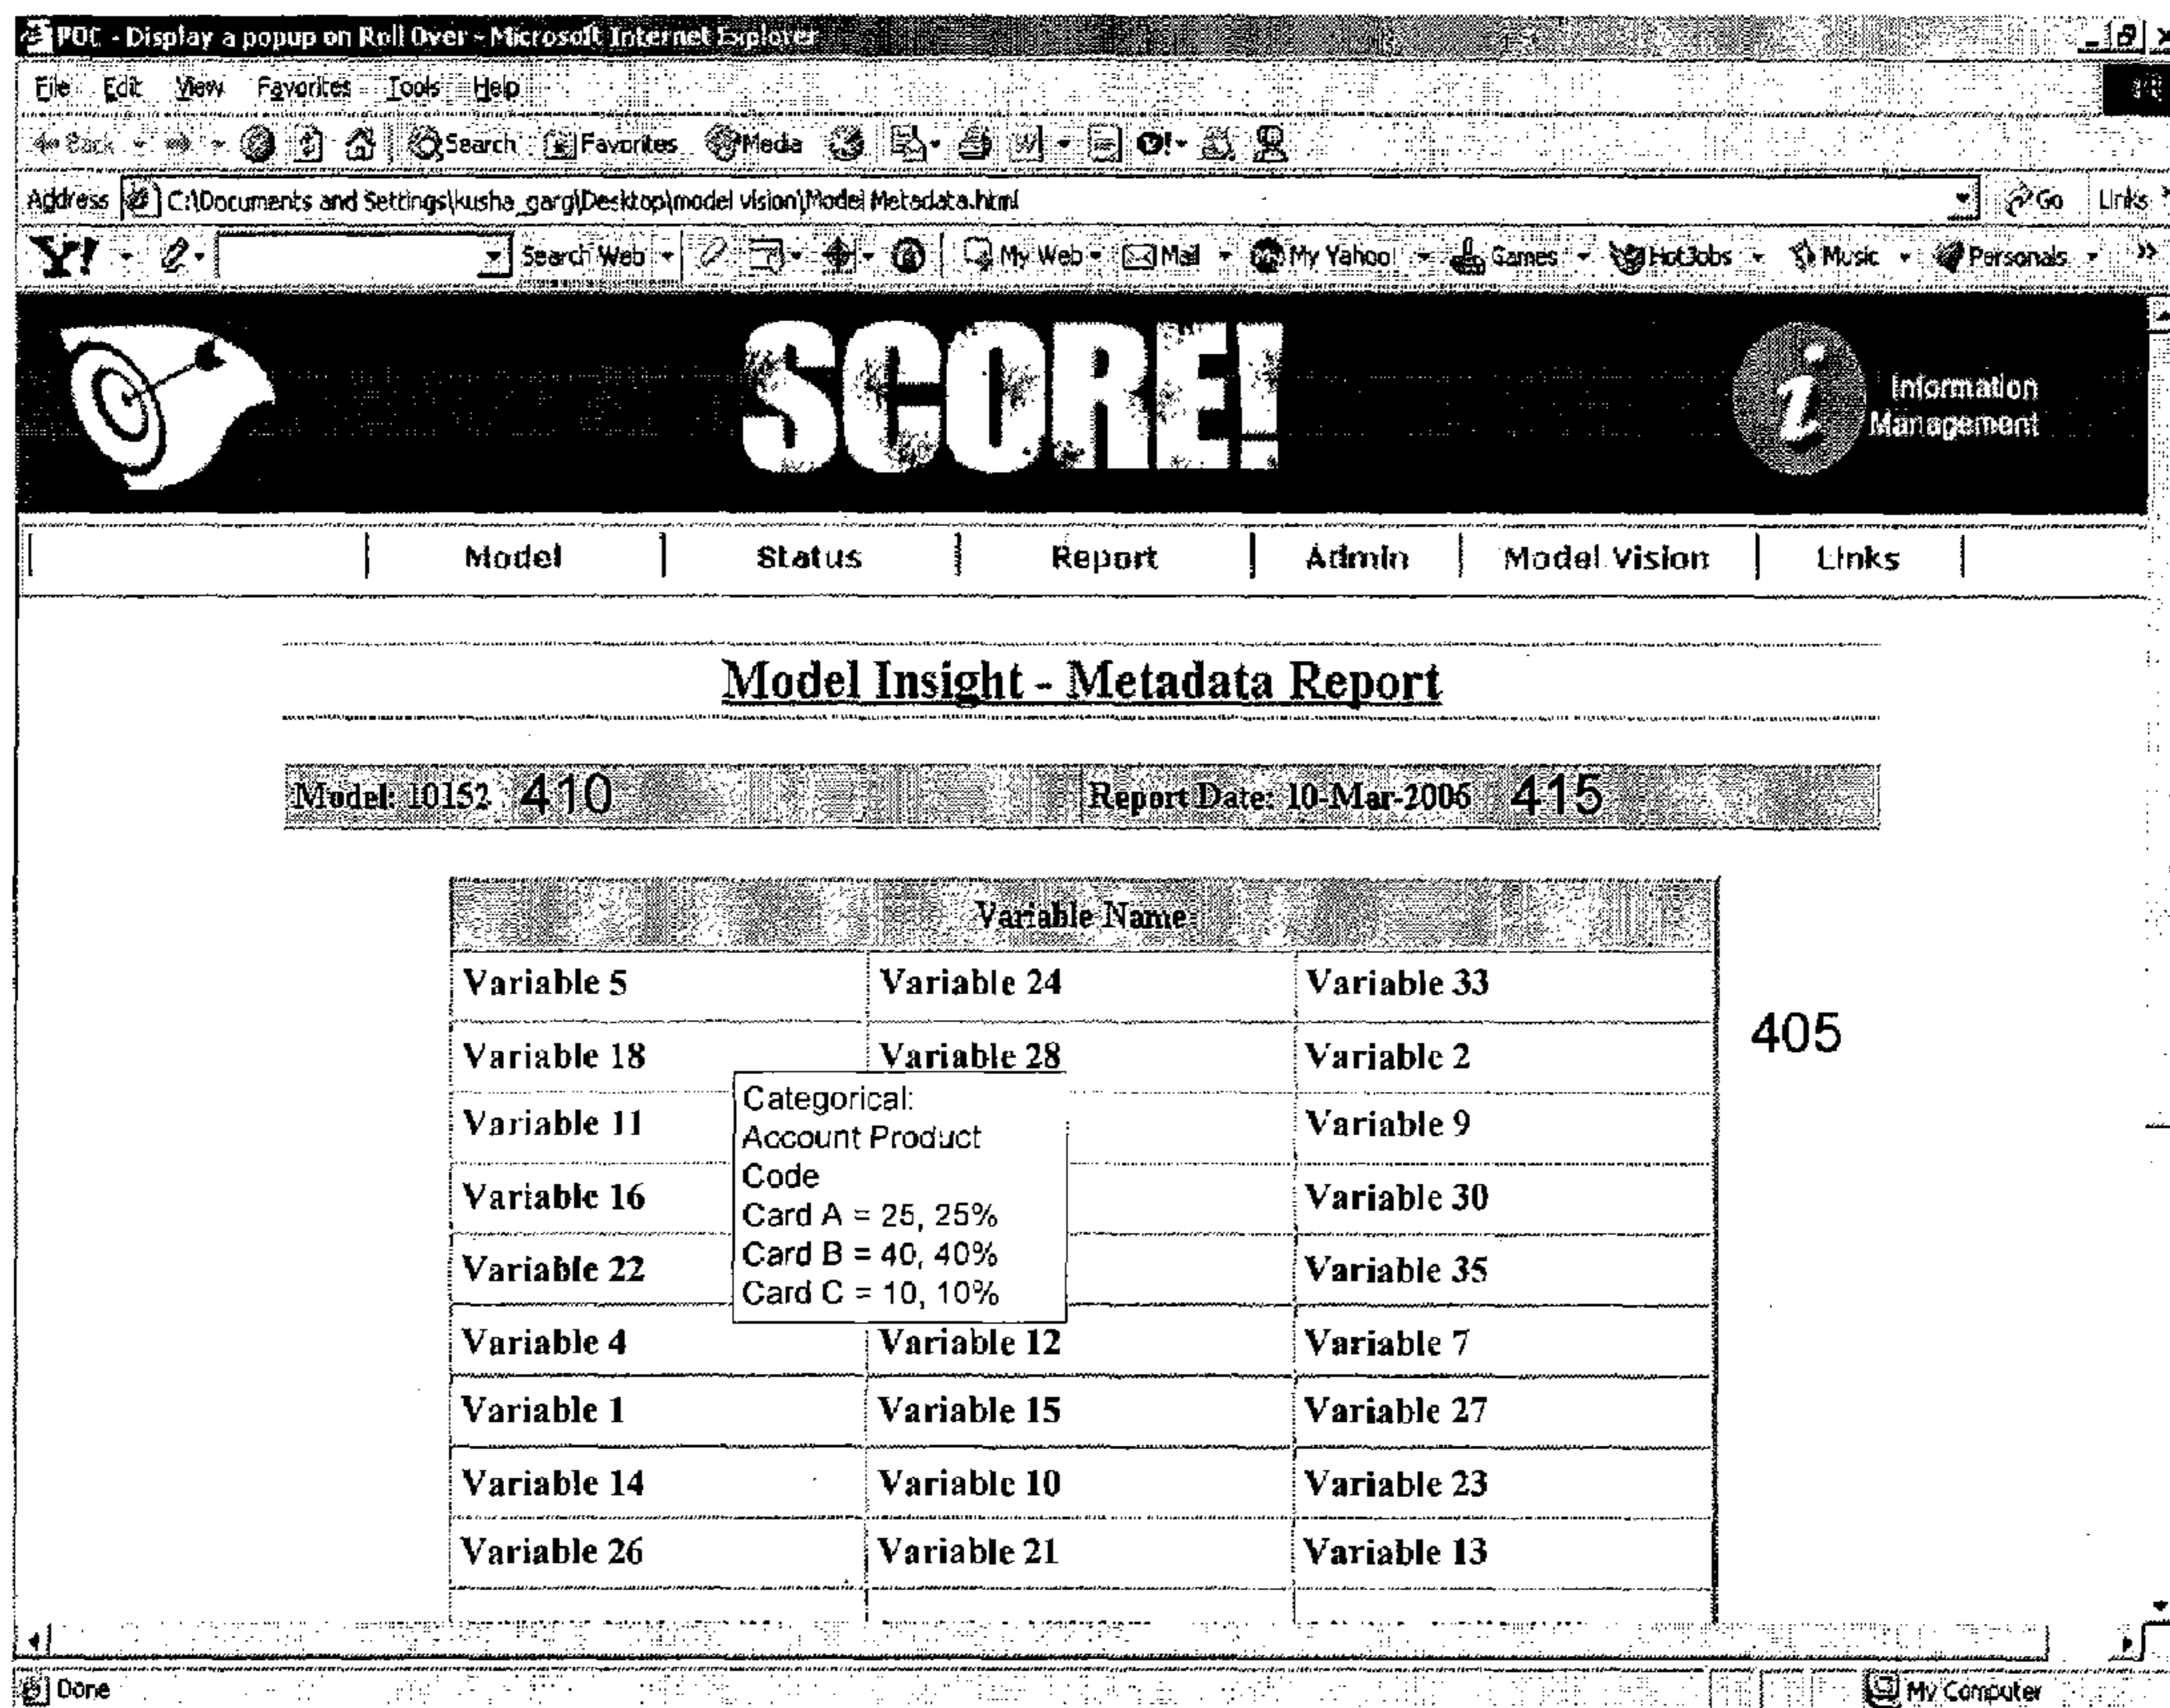 POC - Display a popup on Roll Over - Microsoft Internet Explorer
File Edit View Favorites Tools Help
Back Search Favorites Media
Address C:\Documents and Settings\kusha_garg\Desktop\model vision\Model Metadata.html Go Links
Y! Search Web My Web Mail My Yahoo! Games HotJobs Music Personals
SCORE!
i Information
Management
Model Status Report Admin Model Vision Links
Model Insight - Metadata Report
Model: 10152 410 Report Date: 10-Mar-2006 415
Variable Name
Variable 5 Variable 24 Variable 33
405
Variable 18 Variable 28 Variable 2
Categorical:
Account Product
Code
Card A = 25, 25%
Card B = 40, 40%
Card C = 10, 10%
Variable 11 Variable 9
Variable 16 Variable 30
Variable 22 Variable 35
Variable 4 Variable 12 Variable 7
Variable 1 Variable 15 Variable 27
Variable 14 Variable 10 Variable 23
Variable 26 Variable 21 Variable 13
Done My Computer